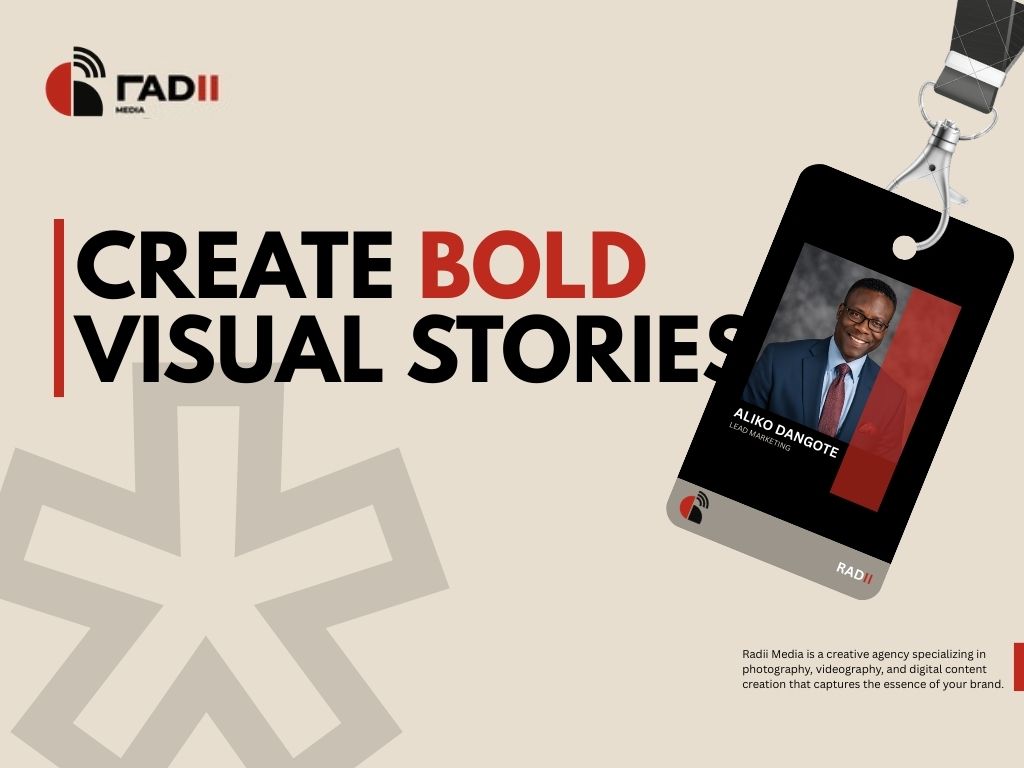 RADII
MEDIA
CREATE BOLD
VISUAL STORIES
ALIKO DANGOTE
LEAD MARKETING
RADII
Radii Media is a creative agency specializing in
photography, videography, and digital content
creation that captures the essence of your brand.